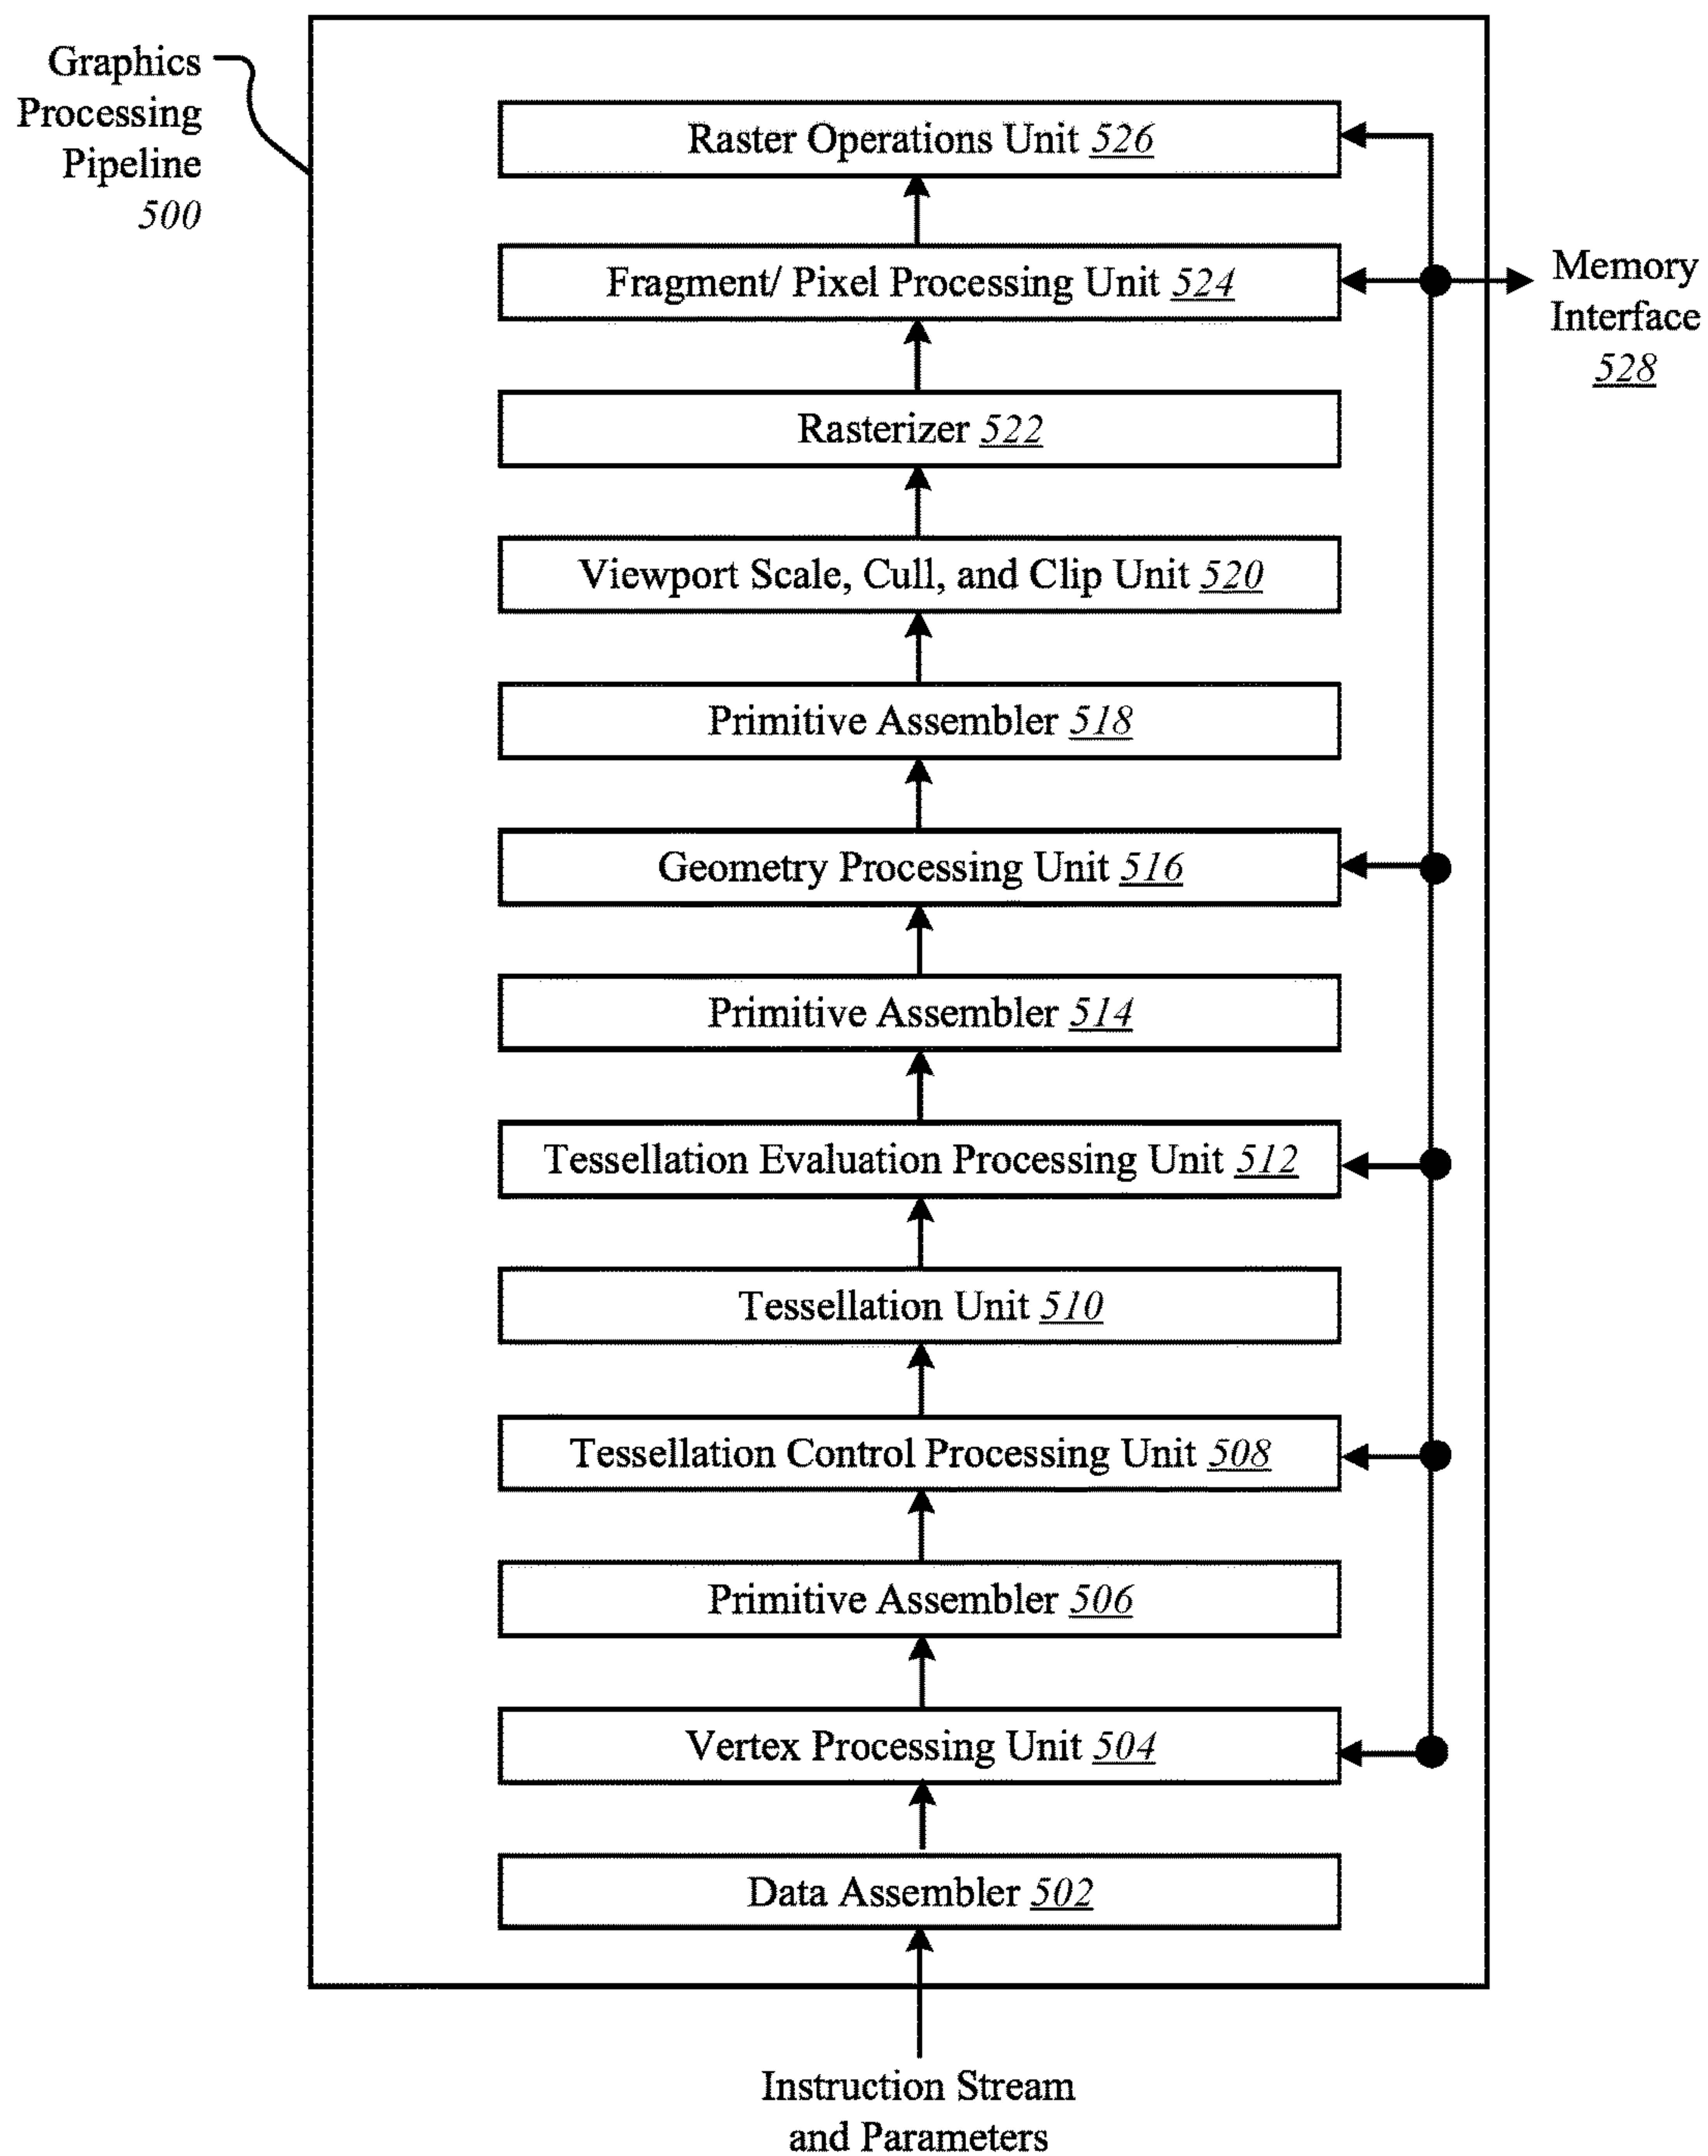 Graphics
Processing
Pipeline
500
Raster Operations Unit 526
Fragment/ Pixel Processing Unit 524
Memory
Interface
528
Rasterizer 522
Viewport Scale, Cull, and Clip Unit 520
Primitive Assembler 518
Geometry Processing Unit 516
Primitive Assembler 514
Tessellation Evaluation Processing Unit 512
Tessellation Unit 510
Tessellation Control Processing Unit 508
Primitive Assembler 506
Vertex Processing Unit 504
Data Assembler 502
Instruction Stream
and Parameters